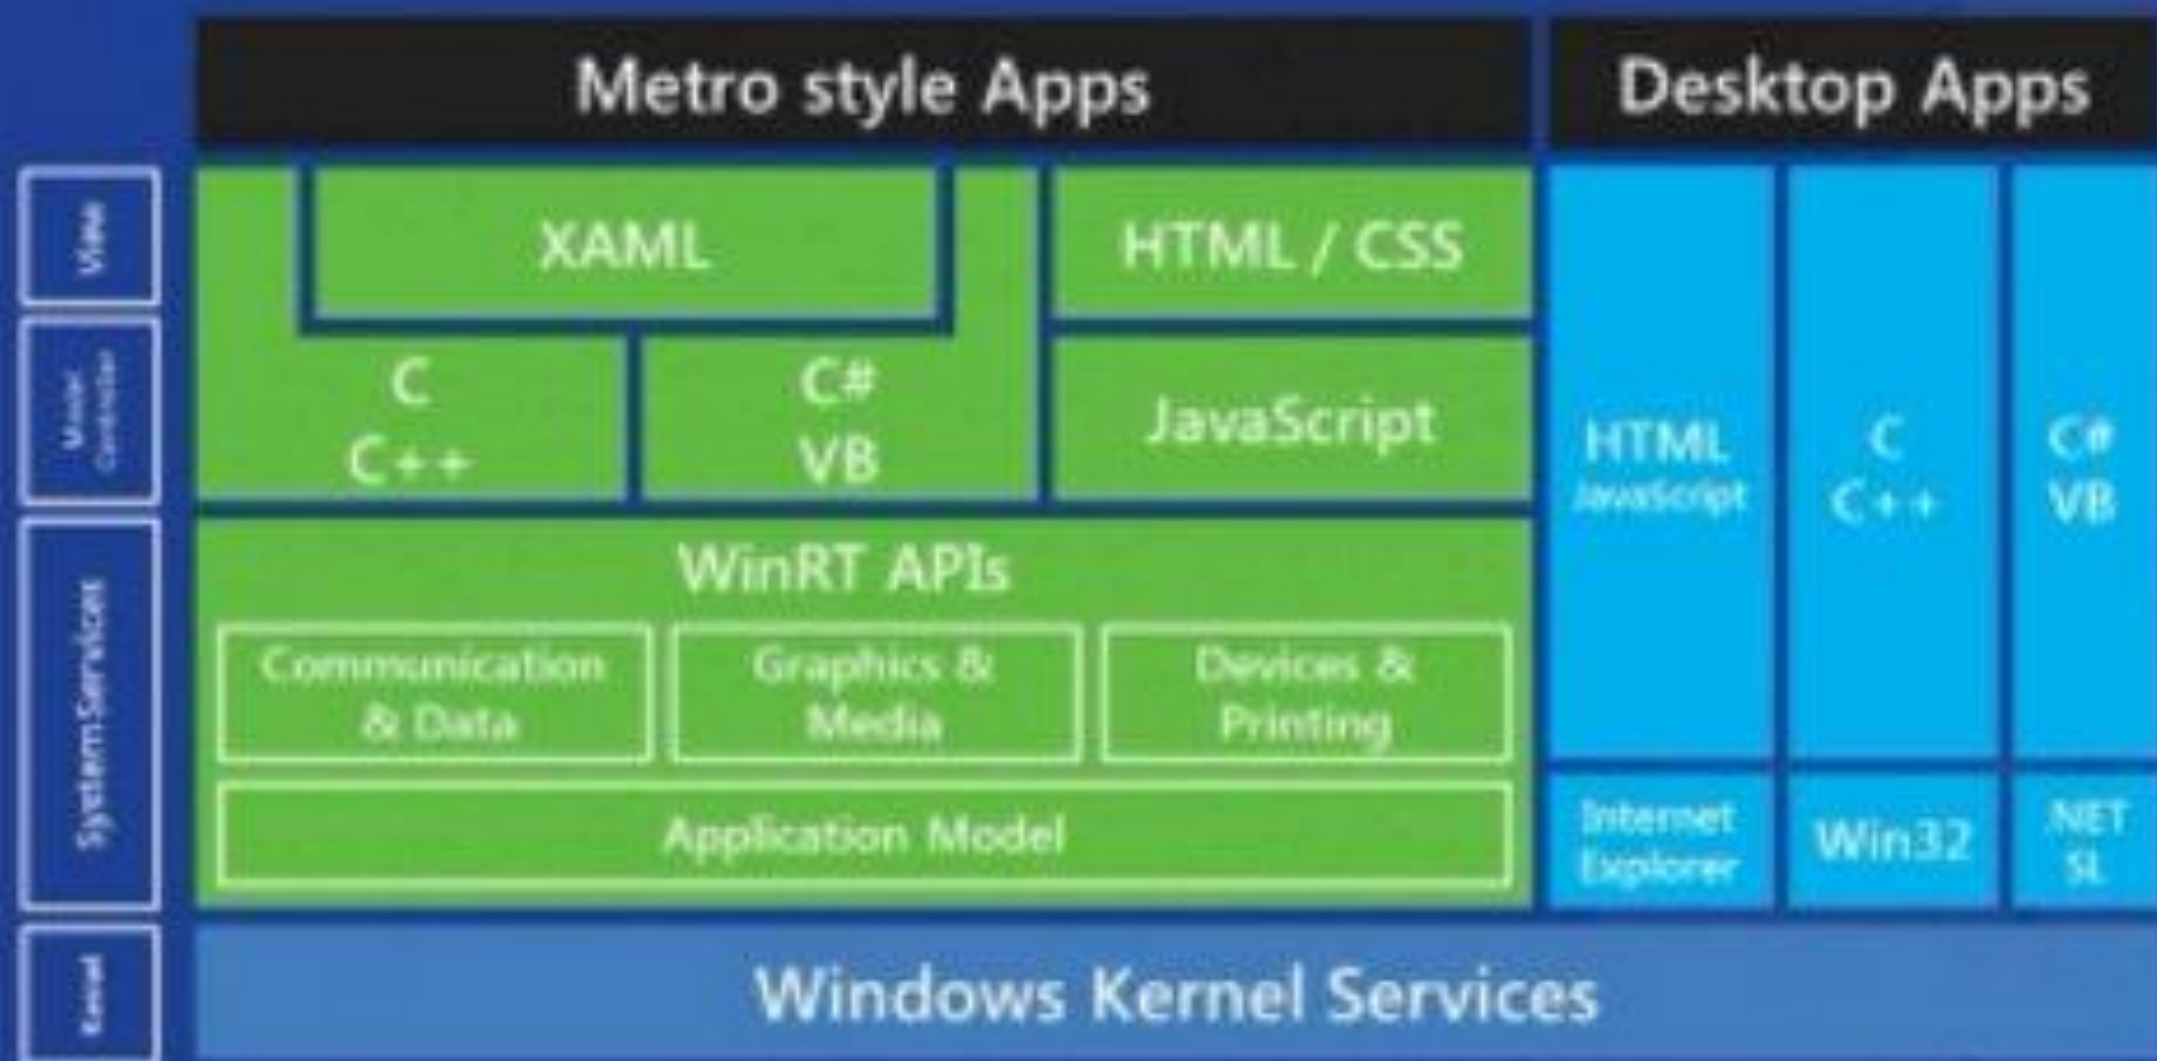 Metro style Apps
Desktop Apps
View
XAML
HTML / CSS
Controller
C
C++
C#
VB
JavaScript
HTML
JavaScript
C
C++
C#
VB
System Services
WinRT APIs
Communication
& Data
Graphics &
Media
Devices &
Printing
Application Model
Internet
Explorer
Win32
.NET
SL
Kernel
Windows Kernel Services